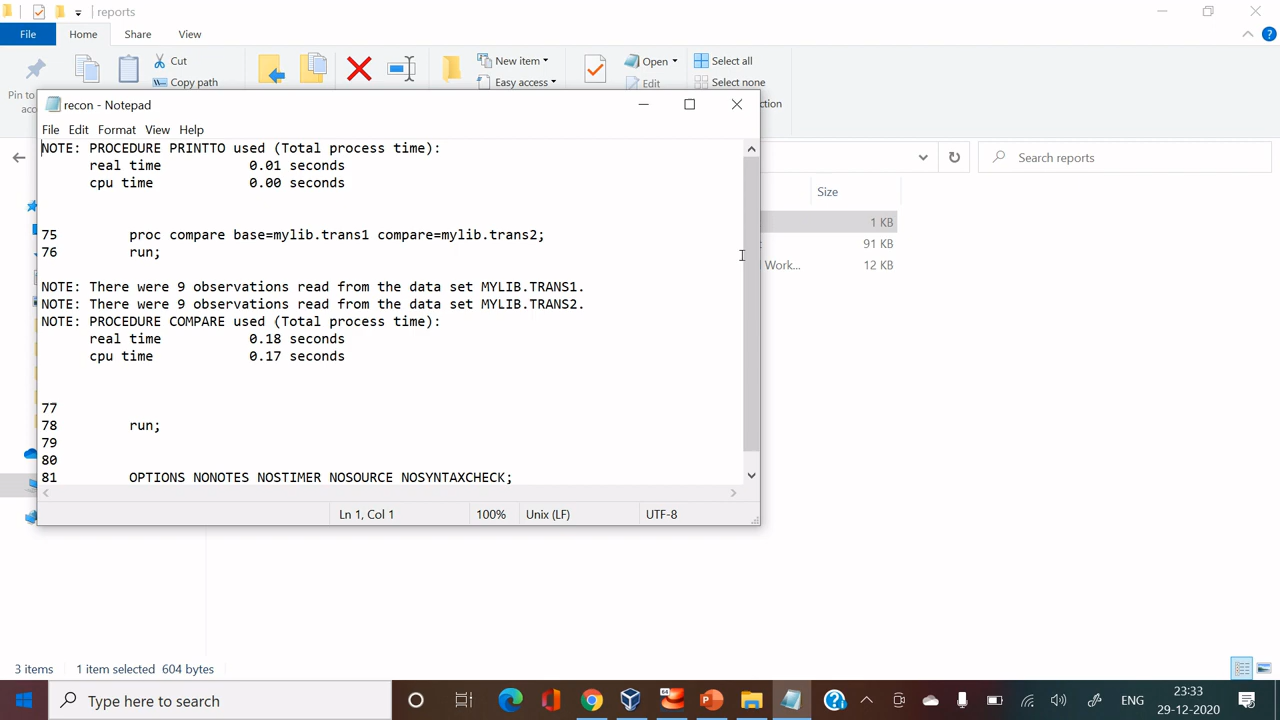 reports
File
Home
Share
View
Cut
Copy path
Pin to
New item
Easy access
Open
Edit
Select all
Select none
recon - Notepad
File Edit Format View Help
NOTE: PROCEDURE PRINTTO used (Total process time):
real time 0.01 seconds
cpu time 0.00 seconds
75 proc compare base=mylib.trans1 compare=mylib.trans2;
76 run;
NOTE: There were 9 observations read from the data set MYLIB.TRANS1.
NOTE: There were 9 observations read from the data set MYLIB.TRANS2.
NOTE: PROCEDURE COMPARE used (Total process time):
real time 0.18 seconds
cpu time 0.17 seconds
77
78 run;
79
80
81 OPTIONS NONOTES NOSTIMER NOSOURCE NOSYNTAXCHECK;
Ln 1, Col 1
100%
Unix (LF)
UTF-8
Search reports
Size
1 KB
91 KB
Work...
12 KB
3 items
1 item selected 604 bytes
Type here to search
64
ENG
23:33
29-12-2020